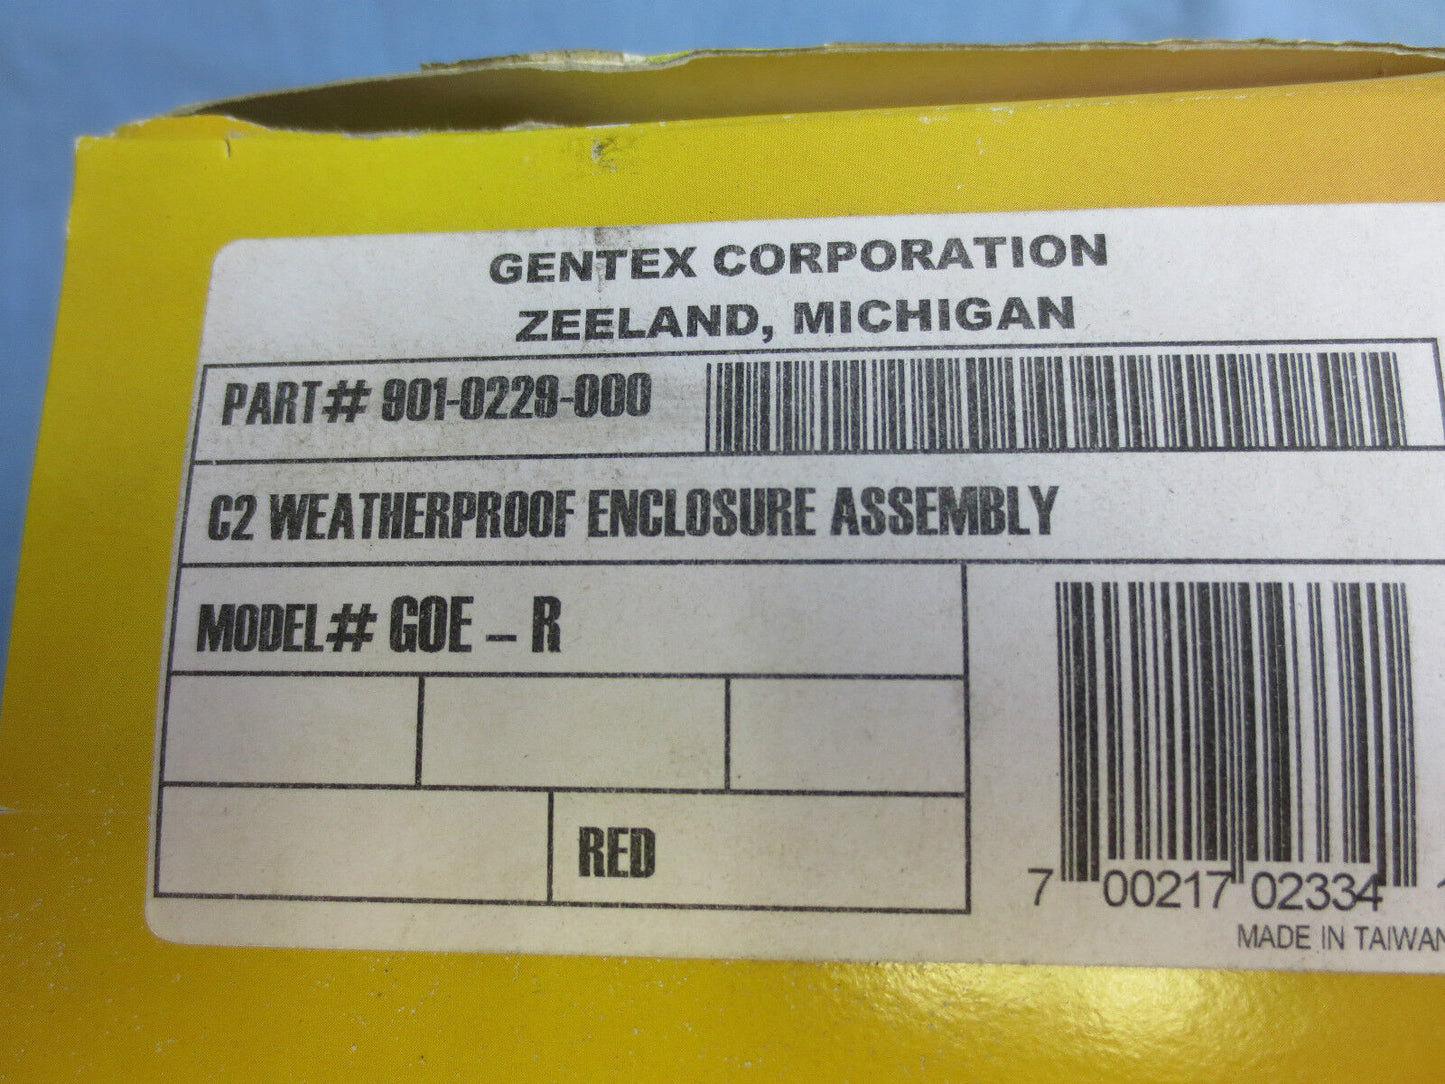 GENTEX CORPORATION
ZEELAND, MICHIGAN
PART# 901-0229-000
C2 WEATHERPROOF ENCLOSURE ASSEMBLY
MODEL# GOE - R
RED
7 00217 02334
MADE IN TAIWAN